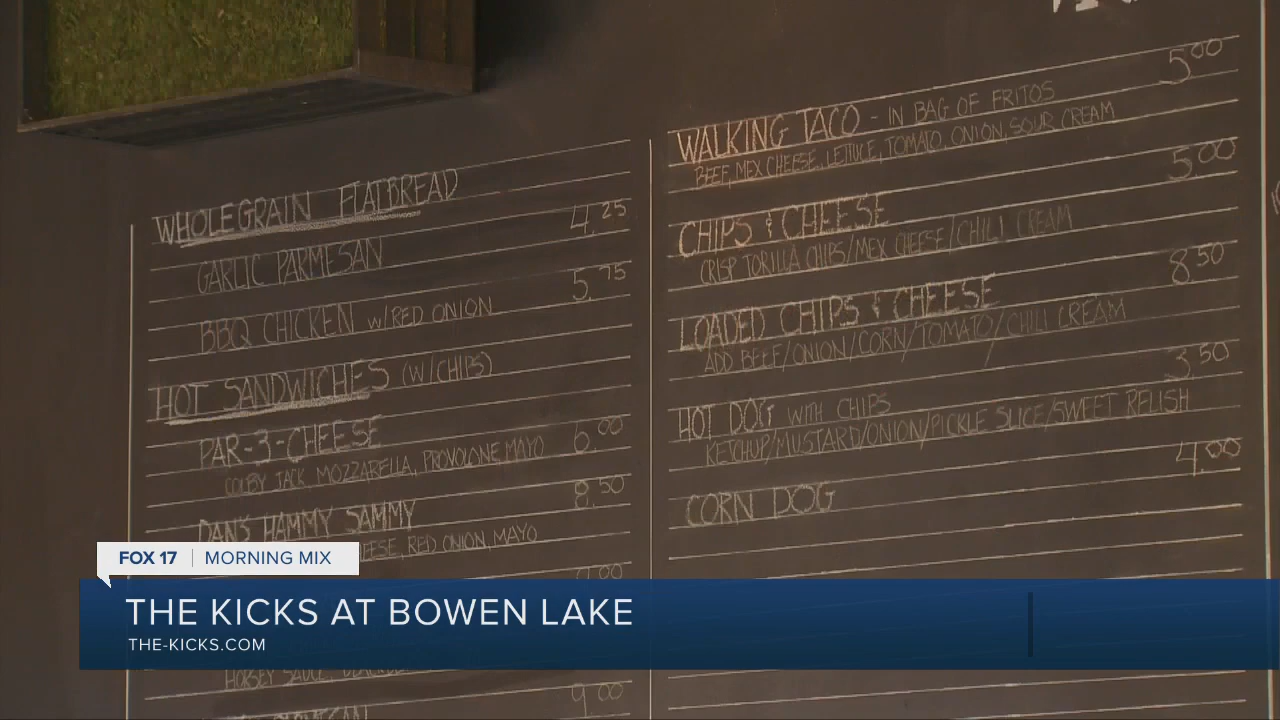 WHOLEGRAIN FLATBREAD
GARLIC PARMESAN 4.25
BBQ CHICKEN W/RED ONION 5.75
HOT SANDWICHES (W/CHIPS)
PAR-3-CHEESE 6.00
COLBY JACK, MOZZARELLA, PROVOLONE, MAYO
DAN'S HAMMY SAMMY 8.50
RED ONION, MAYO
HORSEY SAUCE,
9.00
WALKING TACO - IN BAG OF FRITOS 5.00
BEEF, MEX CHEESE, LETTUCE, TOMATO, ONION, SOUR CREAM
CHIPS & CHEESE 5.00
CRISP TORILLA CHIPS/MEX CHEESE/CHILI CREAM
LOADED CHIPS & CHEESE 8.50
ADD BEEF/ONION/CORN/TOMATO/CHILI CREAM
HOT DOG WITH CHIPS 3.50
KETCHUP/MUSTARD/ONION/PICKLE SLICE/SWEET RELISH
CORN DOG 4.00
FOX 17 MORNING MIX
THE KICKS AT BOWEN LAKE
THE-KICKS.COM